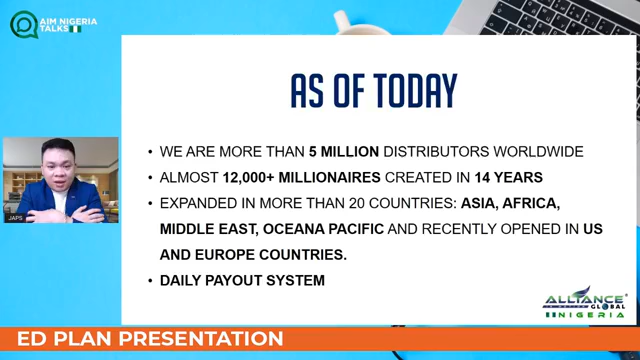 AIM NIGERIA
TALKS
AS OF TODAY
• WE ARE MORE THAN 5 MILLION DISTRIBUTORS WORLDWIDE
• ALMOST 12,000+ MILLIONAIRES CREATED IN 14 YEARS
• EXPANDED IN MORE THAN 20 COUNTRIES: ASIA, AFRICA,
MIDDLE EAST, OCEANA PACIFIC AND RECENTLY OPENED IN US
AND EUROPE COUNTRIES.
• DAILY PAYOUT SYSTEM
JAPS
ALLIANCE
GLOBAL
NIGERIA
ED PLAN PRESENTATION